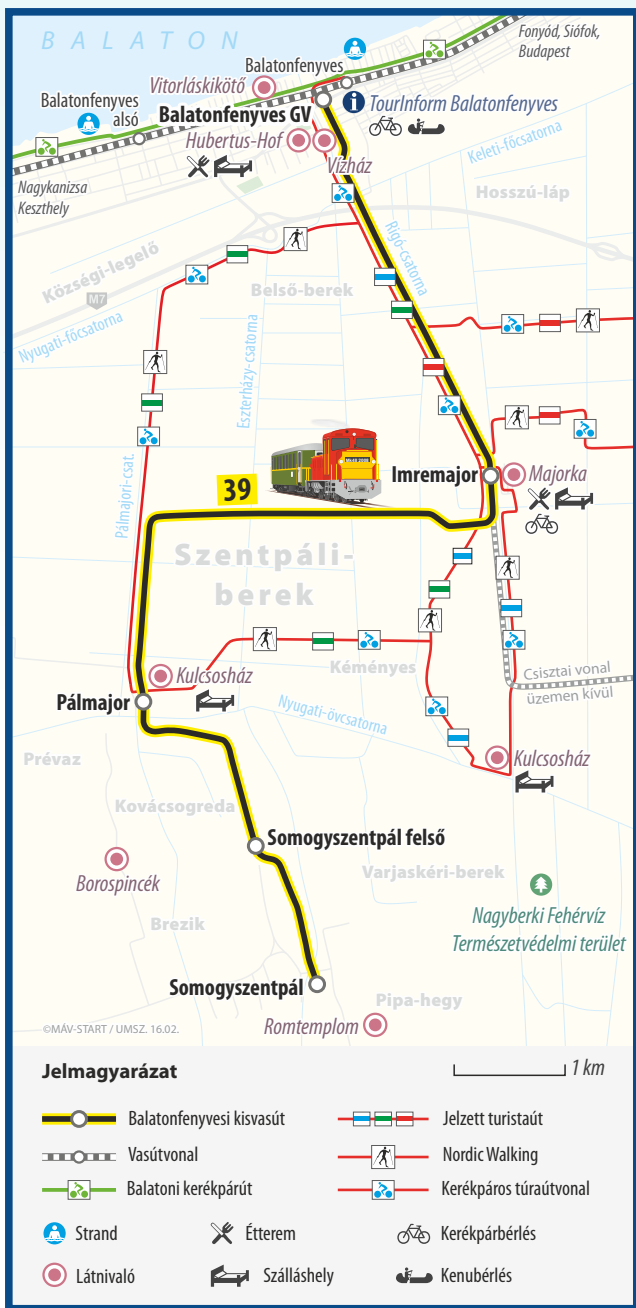 BALATON
Fonyód, Siófok,
Budapest
Balatonfenyves
Vitorláskikötő
Balatonfenyves
alsó
Balatonfenyves GV
TourInform Balatonfenyves
Hubertus-Hof
Vízház
Keleti-főcsatorna
Nagykanizsa
Keszthely
Hosszú-láp
Rigó-csatorna
Községi-legelő
M7
Belső-berek
Nyugati-főcsatorna
Eszterházy-csatorna
Pálmajori-csat.
Imremajor
Majorka
39
Szentpáli-
berek
Kulcsosház
Kéményes
Csisztai vonal
üzemen kívül
Pálmajor
Nyugati-övcsatorna
Prévaz
Kulcsosház
Kovácsogreda
Somogyszentpál felső
Borospincék
Varjaskéri-berek
Brezik
Nagyberki Fehérvíz
Természetvédelmi terület
Somogyszentpál
Pipa-hegy
©MÁV-START / UMSZ. 16.02.
Romtemplom
Jelmagyarázat
1 km
Balatonfenyvesi kisvasút
Jelzett turistaút
Vasútvonal
Nordic Walking
Balatoni kerékpárút
Kerékpáros túraútvonal
Strand
Étterem
Kerékpárbérlés
Látnivaló
Szálláshely
Kenubérlés